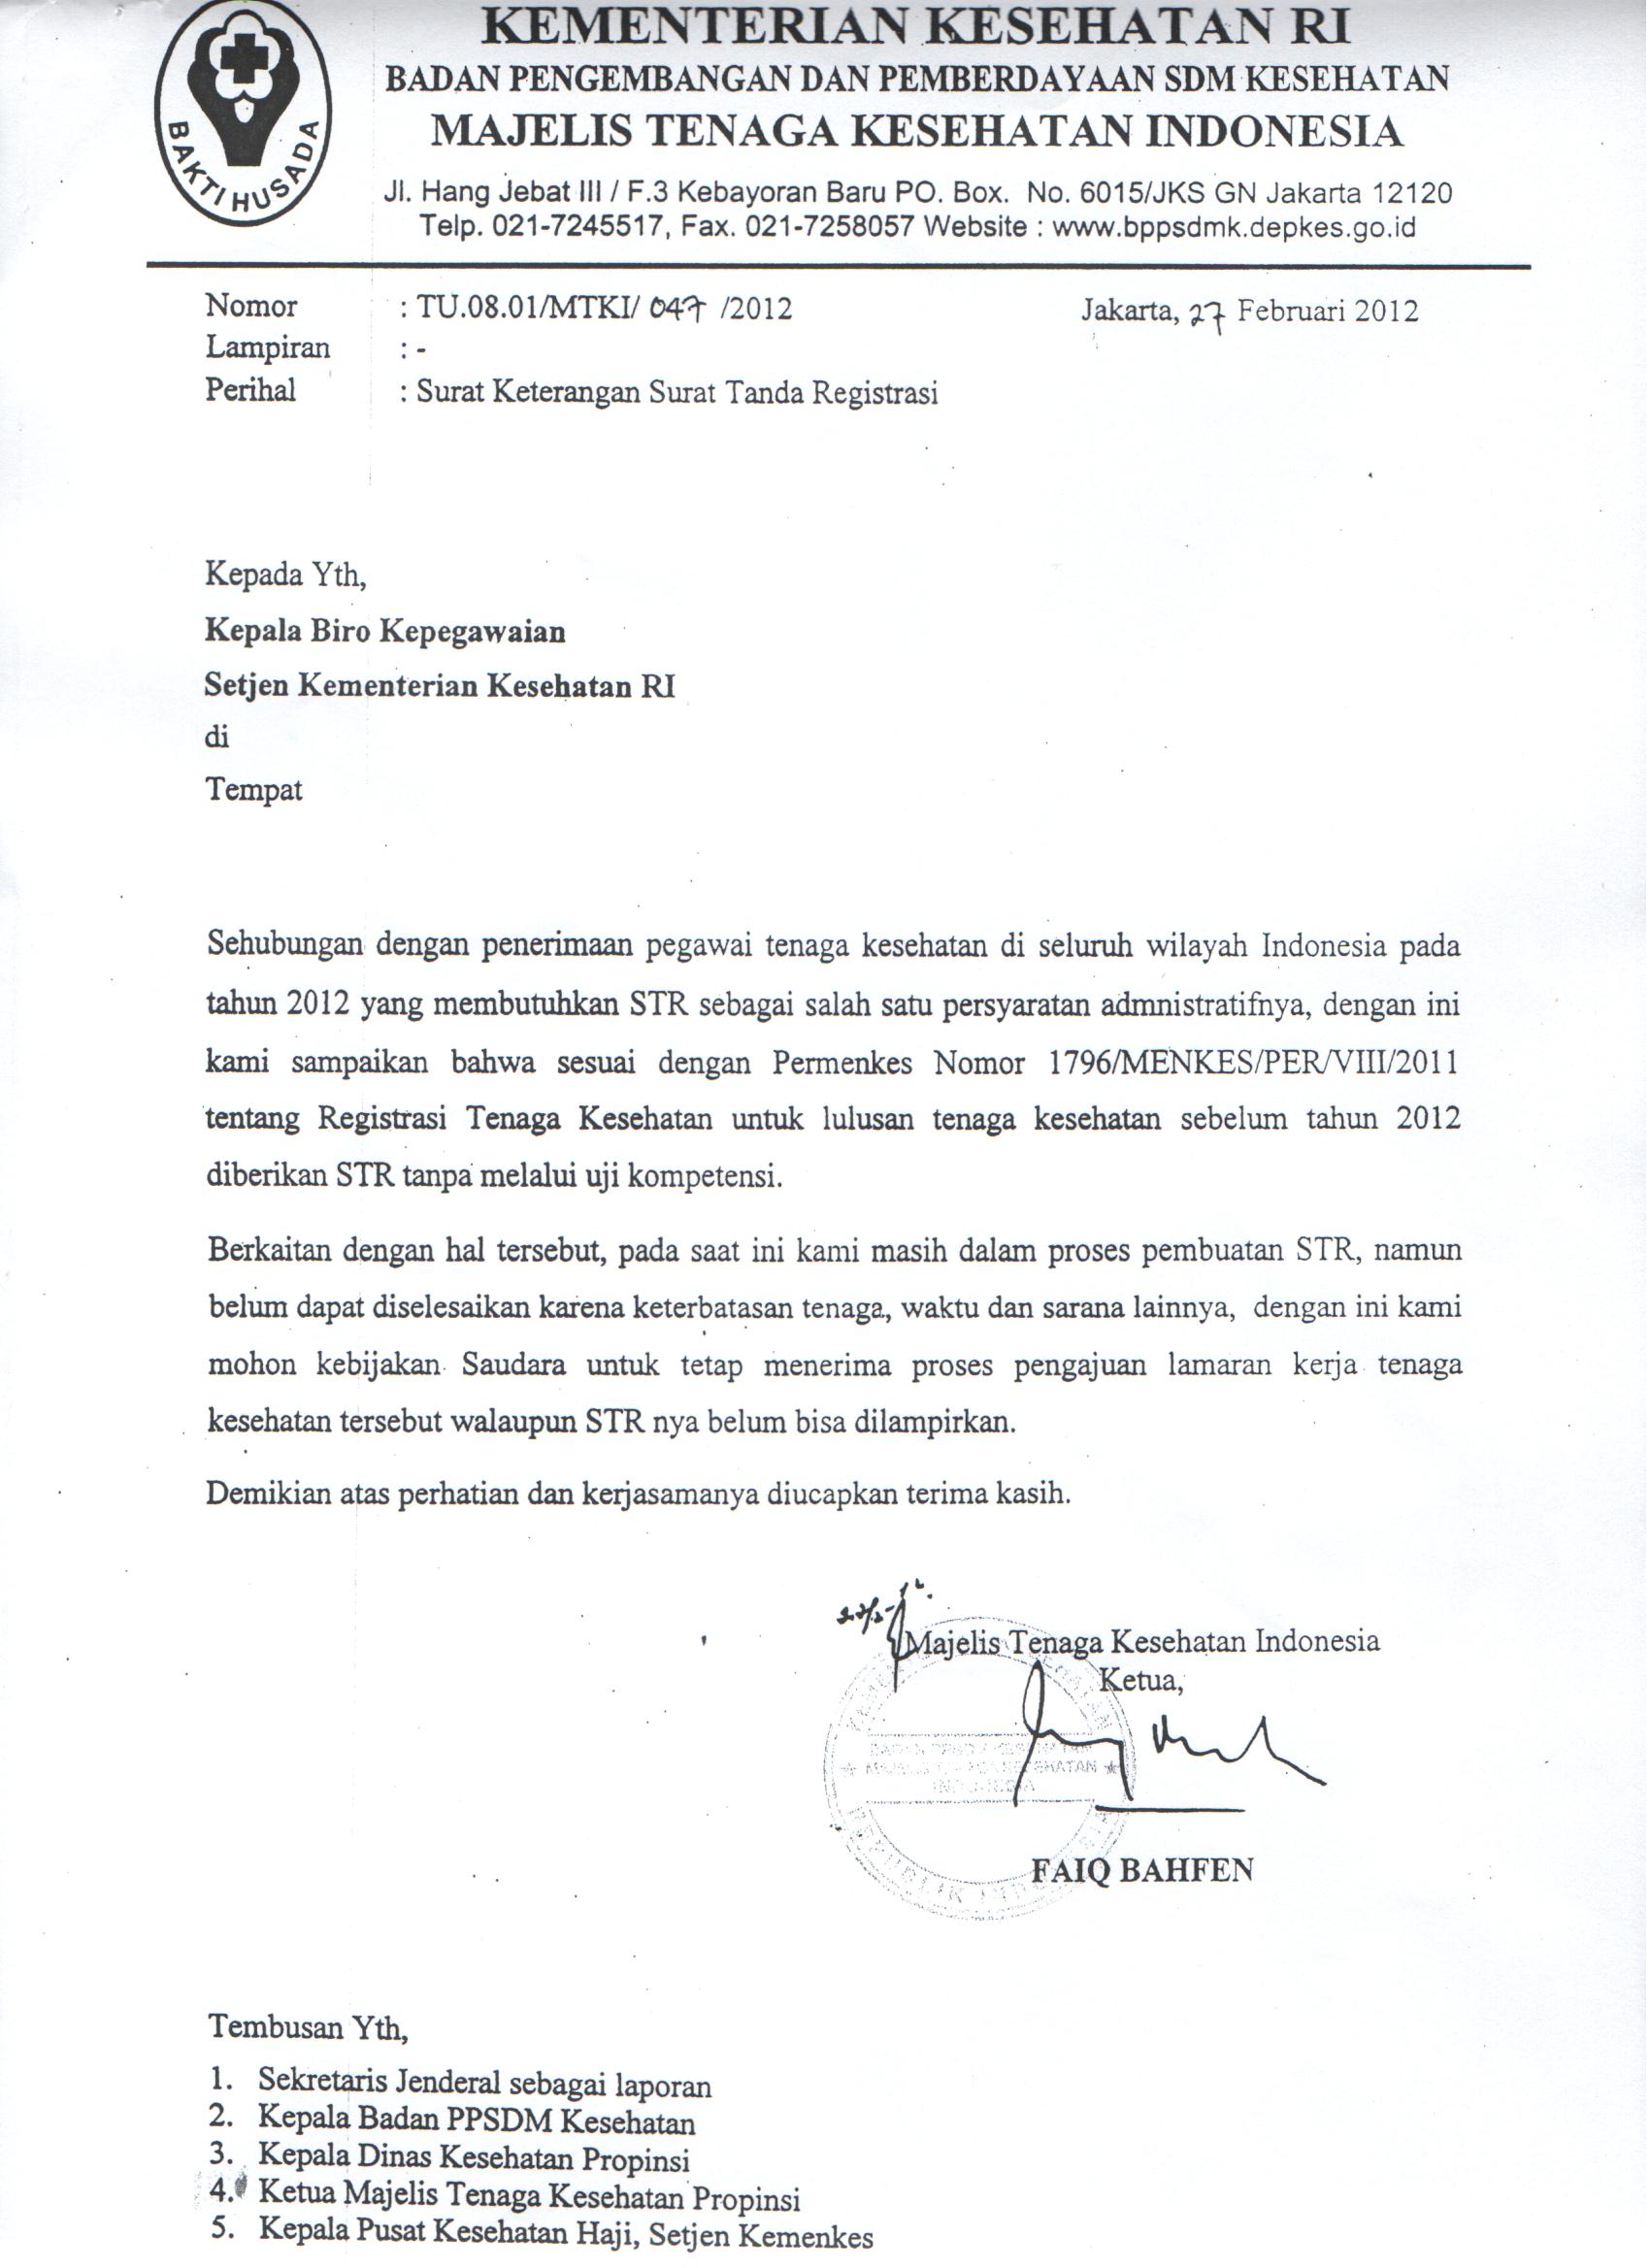 KEMENTERIAN KESEHATAN RI
BADAN PENGEMBANGAN DAN PEMBERDAYAAN SDM KESEHATAN
MAJELIS TENAGA KESEHATAN INDONESIA
BAKTI HUSADA
Jl. Hang Jebat III / F.3 Kebayoran Baru PO. Box. No. 6015/JKS GN Jakarta 12120
Telp. 021-7245517, Fax. 021-7258057 Website : www.bppsdmk.depkes.go.id
Nomor : TU.08.01/MTKI/ 047 /2012 Jakarta, 27 Februari 2012
Lampiran : -
Perihal : Surat Keterangan Surat Tanda Registrasi
Kepada Yth,
Kepala Biro Kepegawaian
Setjen Kementerian Kesehatan RI
di
Tempat
Sehubungan dengan penerimaan pegawai tenaga kesehatan di seluruh wilayah Indonesia pada
tahun 2012 yang membutuhkan STR sebagai salah satu persyaratan admnistratifnya, dengan ini
kami sampaikan bahwa sesuai dengan Permenkes Nomor 1796/MENKES/PER/VIII/2011
tentang Registrasi Tenaga Kesehatan untuk lulusan tenaga kesehatan sebelum tahun 2012
diberikan STR tanpa melalui uji kompetensi.
Berkaitan dengan hal tersebut, pada saat ini kami masih dalam proses pembuatan STR, namun
belum dapat diselesaikan karena keterbatasan tenaga, waktu dan sarana lainnya, dengan ini kami
mohon kebijakan Saudara untuk tetap menerima proses pengajuan lamaran kerja tenaga
kesehatan tersebut walaupun STR nya belum bisa dilampirkan.
Demikian atas perhatian dan kerjasamanya diucapkan terima kasih.
Majelis Tenaga Kesehatan Indonesia
Ketua,
REPUBLIK INDONESIA
FAIQ BAHFEN
Tembusan Yth,
1. Sekretaris Jenderal sebagai laporan
2. Kepala Badan PPSDM Kesehatan
3. Kepala Dinas Kesehatan Propinsi
4. Ketua Majelis Tenaga Kesehatan Propinsi
5. Kepala Pusat Kesehatan Haji, Setjen Kemenkes